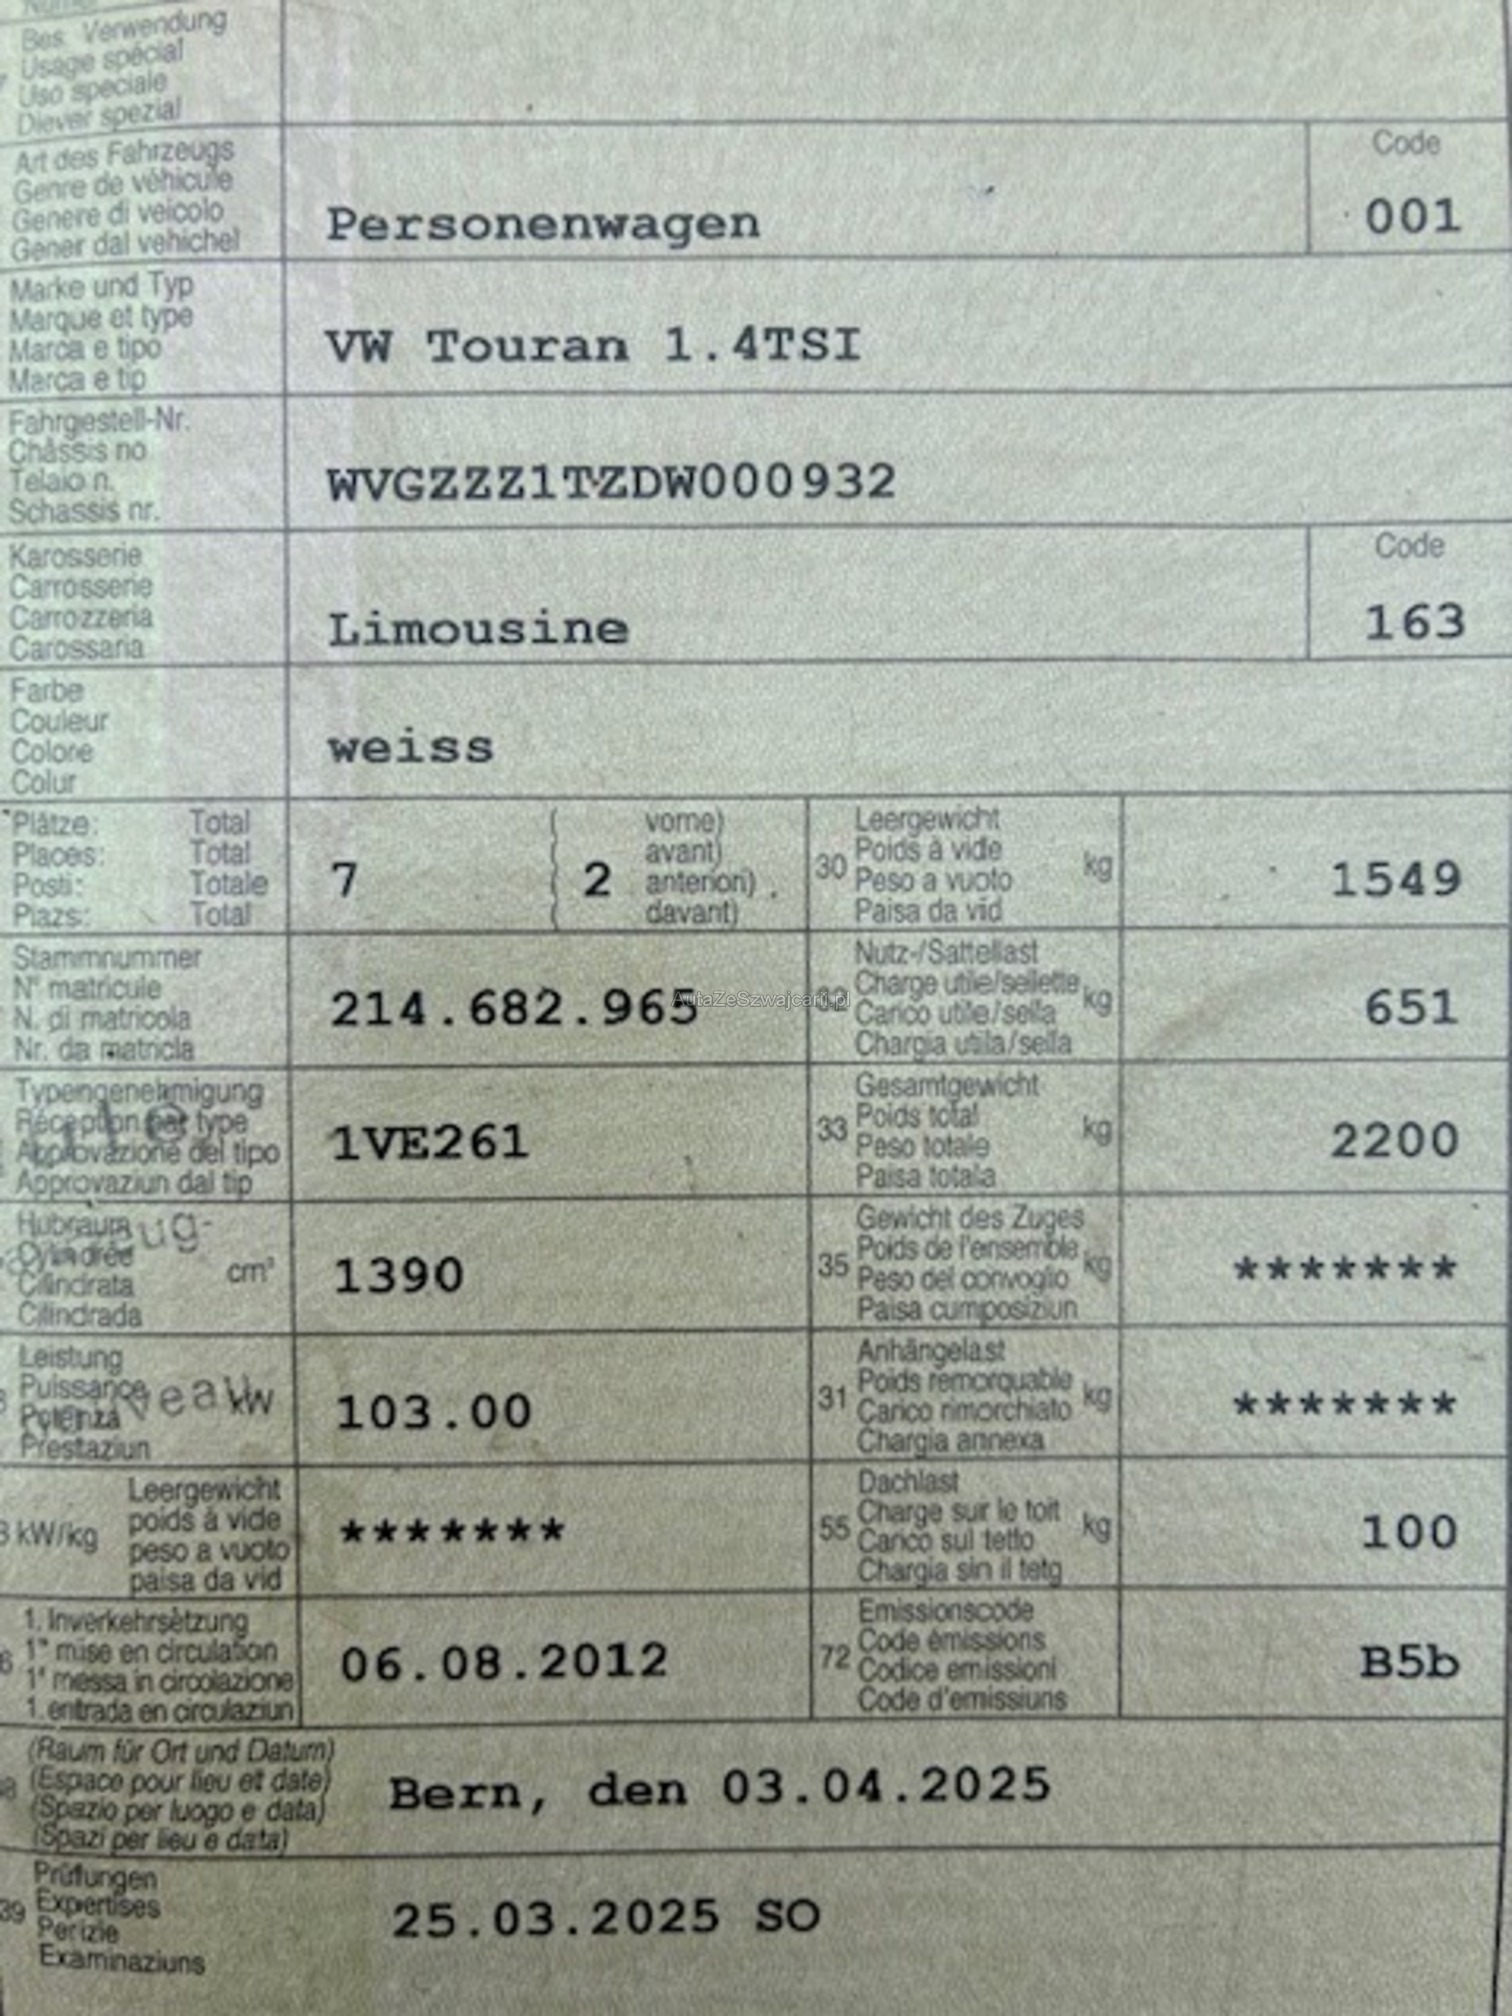 Bes. Verwendung
Usage spécial
Uso speciale
Diever spezial
Art des Fahrzeugs
Genre de véhicule
Genere di veicolo
Gener dal vehichel
Personenwagen
Code
001
Marke und Typ
Marque et type
Marca e tipo
Marca e tip
VW Touran 1.4TSI
Fahrgestell-Nr.
Châssis no
Telaio n.
Schassis nr.
WVGZZZ1TZDW000932
Karosserie
Carrosserie
Carrozzeria
Carossaria
Limousine
Code
163
Farbe
Couleur
Colore
Colur
weiss
Plätze: Total
Places: Total
Posti: Totale
Plazs: Total
7
( vorne)
( avant)
( 2 anteriori)
( davant)
30 Leergewicht
Poids à vide
Peso a vuoto
Paisa da vid
kg
1549
Stammnummer
N° matricule
N. di matricola
Nr. da matricla
214.682.965
AutaZeSzwajcarii.pl
Nutz-/Sattellast
Charge utile/sellette
Carico utile/sella
Chargia utila/sella
kg
651
Typengenehmigung
Réception par type
Approvazione del tipo
Approvaziun dal tip
1VE261
33 Gesamtgewicht
Poids total
Peso totale
Paisa totala
kg
2200
Hubraum
Cylindrée
Cilindrata
Cilindrada
cm³
1390
35 Gewicht des Zuges
Poids de l'ensemble
Peso del convoglio
Paisa cumposiziun
kg
*******
Leistung
Puissance
Potenza
Prestaziun
kW
103.00
31 Anhängelast
Poids remorquable
Carico rimorchiato
Chargia annexa
kg
*******
kW/kg
Leergewicht
poids à vide
peso a vuoto
paisa da vid
*******
55 Dachlast
Charge sur le toit
Carico sul tetto
Chargia sin il tetg
kg
100
1. Inverkehrsetzung
1re mise en circulation
1a messa in circolazione
1. entrada en circulaziun
06.08.2012
72 Emissionscode
Code émissions
Codice emissioni
Code d'emissiuns
B5b
(Raum für Ort und Datum)
(Espace pour lieu et date)
(Spazio per luogo e data)
(Spazi per lieu e data)
Bern, den 03.04.2025
39 Prüfungen
Expertises
Perizie
Examinaziuns
25.03.2025 SO